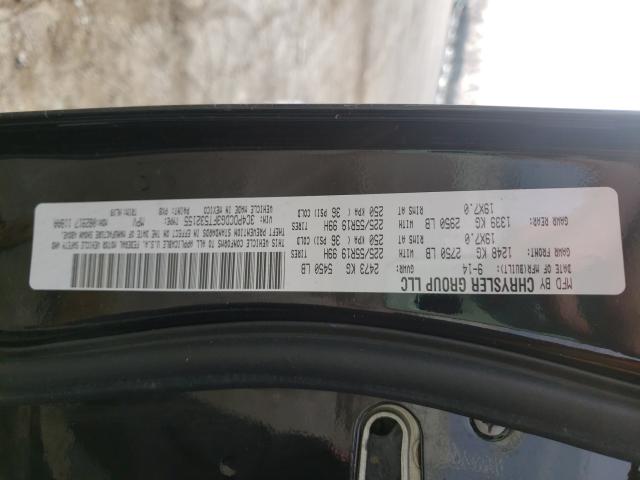 MFD BY CHRYSLER GROUP LLC
DATE OF MFR(BUILT): 9-14 GVWR: 2473 KG 5450 LB
GAWR FRONT: 1248 KG 2750 LB 225/55R19 99H TIRES
19X7.0 RIMS AT 250 KPA ( 36 PSI) COLD
GAWR REAR: 1339 KG 2950 LB 225/55R19 99H TIRES
19X7.0 RIMS AT 250 KPA ( 36 PSI) COLD
THIS VEHICLE CONFORMS TO ALL APPLICABLE U.S.A. FEDERAL MOTOR VEHICLE SAFETY, BUMPER, AND
THEFT PREVENTION STANDARDS IN EFFECT ON THE DATE OF MANUFACTURE SHOWN ABOVE.
VEHICLE MADE IN MEXICO PAINT: PX8
VIN: 3C4PDCDG3FT532155 TYPE: MPV
TRIM: